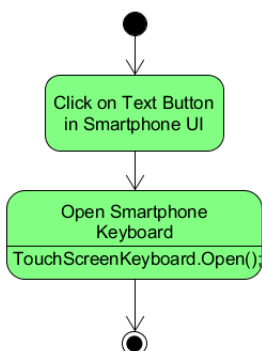 Click on Text Button
in Smartphone UI
Open Smartphone
Keyboard
TouchScreenKeyboard.Open();